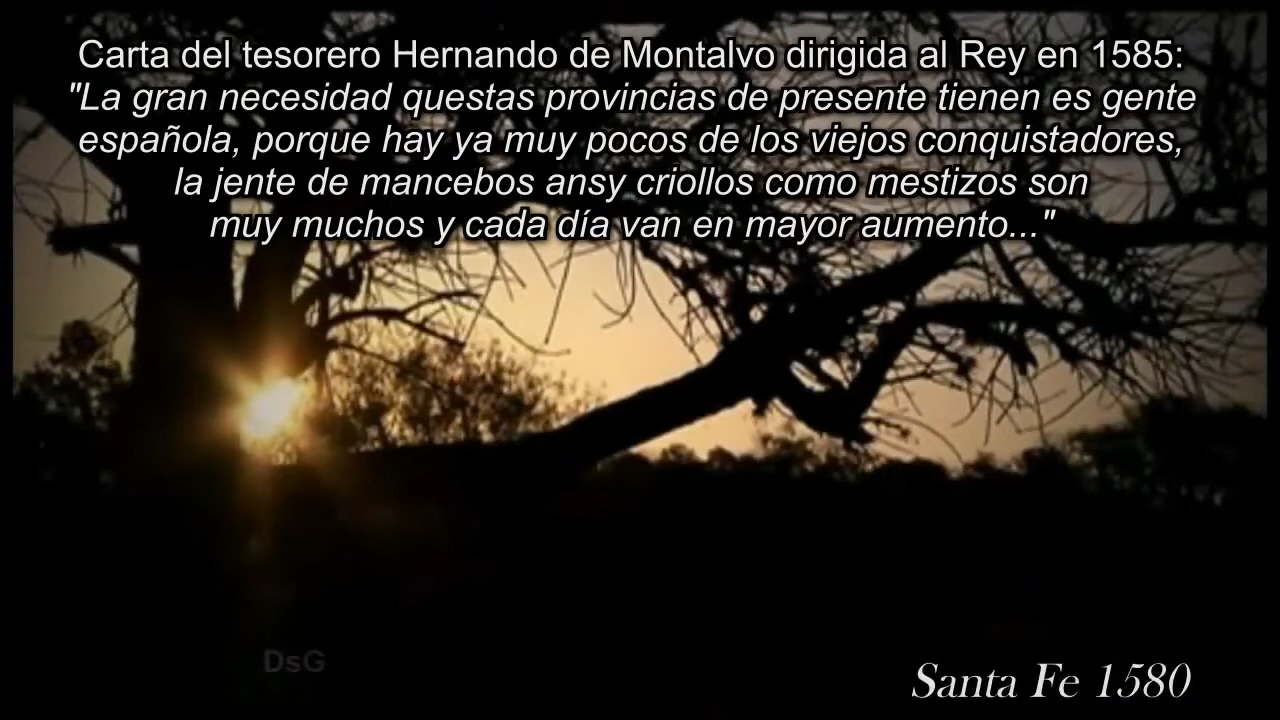 Carta del tesorero Hernando de Montalvo dirigida al Rey en 1585:
"La gran necesidad questas provincias de presente tienen es gente
española, porque hay ya muy pocos de los viejos conquistadores,
la jente de mancebos ansy criollos como mestizos son
muy muchos y cada día van en mayor aumento..."
DsG
Santa Fe 1580